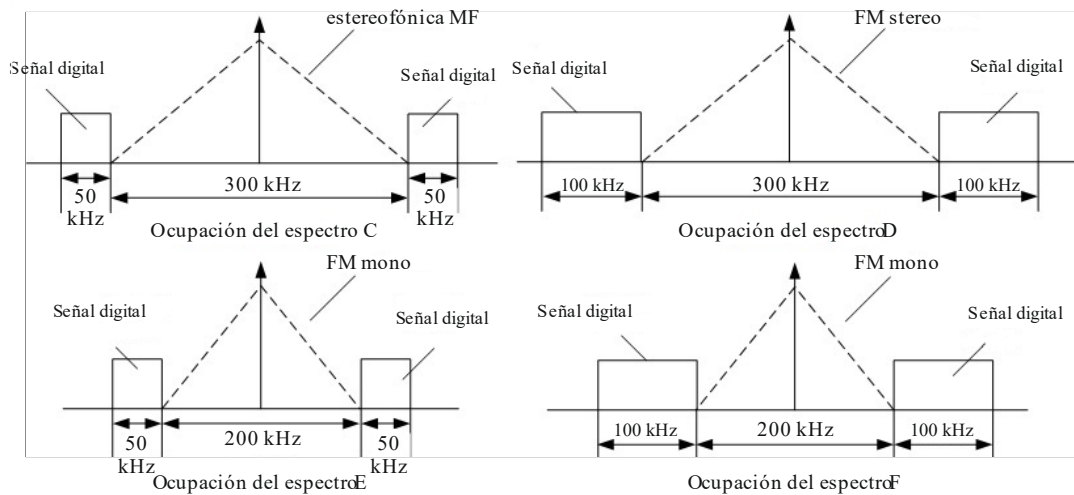 estereofónica MF
Señal digital
Señal digital
50
kHz
300 kHz
50
kHz
Ocupación del espectro C
FM stereo
Señal digital
Señal digital
100 kHz
300 kHz
100 kHz
Ocupación del espectroD
FM mono
Señal digital
Señal digital
50
kHz
200 kHz
50
kHz
Ocupación del espectroE
FM mono
Señal digital
Señal digital
100 kHz
200 kHz
100 kHz
Ocupación del espectroF